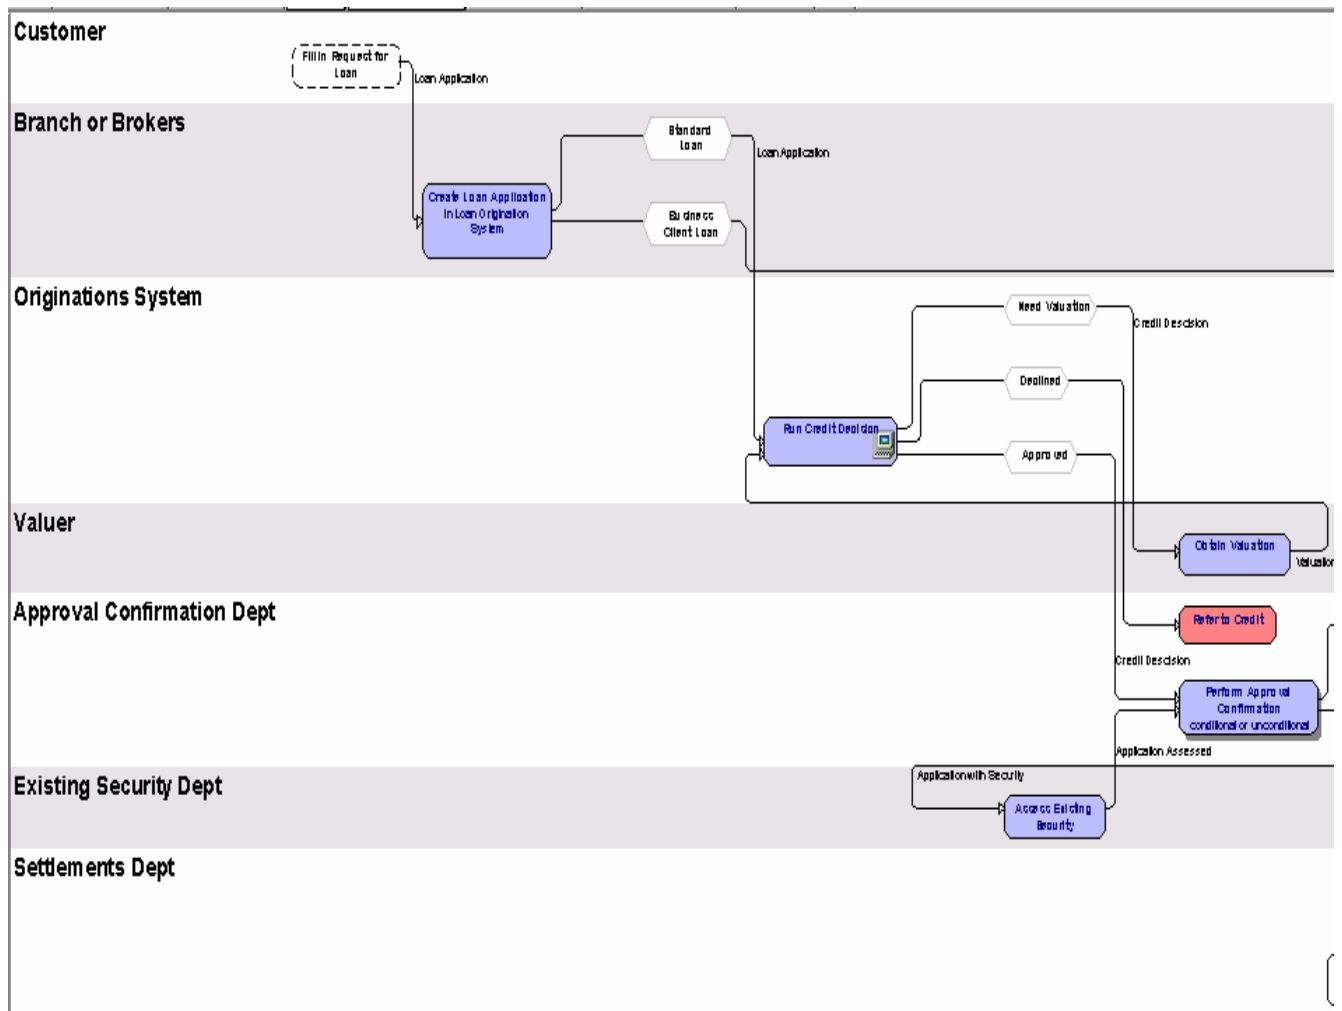 Customer
Fill in Request for
Loan
Loan Application
Branch or Brokers
Standard
Loan
Loan Application
Create Loan Application
in Loan Origination
System
Business
Client Loan
Originations System
Need Valuation
Credit Descision
Declined
Run Credit Decision
Approved
Valuer
Obtain Valuation
Valuation
Approval Confirmation Dept
Refer to Credit
Credit Descision
Perform Approval
Confirmation
conditional or unconditional
Application Assessed
Existing Security Dept
Application with Security
Access Existing
Security
Settlements Dept